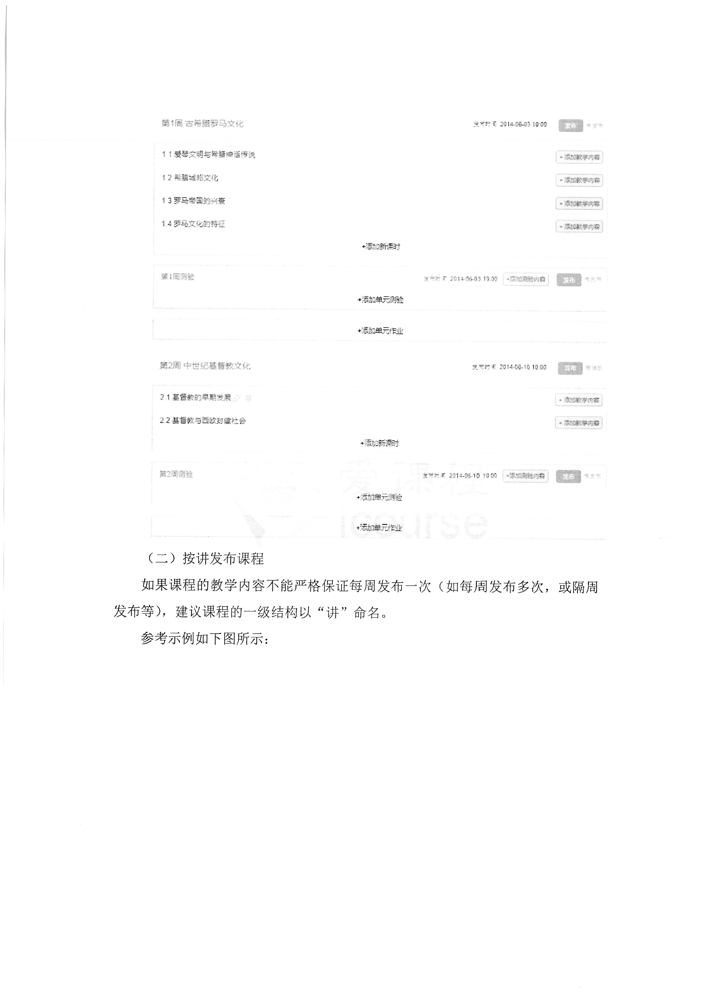 第1周 古希腊罗马文化 发布时间 2014-06-03 10:00 发布 未发布
1.1 爱琴文明与希腊神话传说 + 添加教学内容
1.2 希腊城邦文化 + 添加教学内容
1.3 罗马帝国的兴衰 + 添加教学内容
1.4 罗马文化的特征 + 添加教学内容
+添加新课时
第1周测验 发布时间 2014-06-03 10:00 +添加测验内容 发布 未发布
+添加单元测验
+添加单元作业
第2周 中世纪基督教文化 发布时间 2014-06-10 10:00 发布
2.1 基督教的早期发展 + 添加教学内容
2.2 基督教与西欧封建社会 + 添加教学内容
+添加新课时
爱课程
第2周测验 发布时间 2014-06-10 10:00 +添加测验内容 发布 未发布
+添加单元测验
icourse
+添加单元作业
（二）按讲发布课程
如果课程的教学内容不能严格保证每周发布一次（如每周发布多次，或隔周
发布等），建议课程的一级结构以“讲”命名。
参考示例如下图所示：